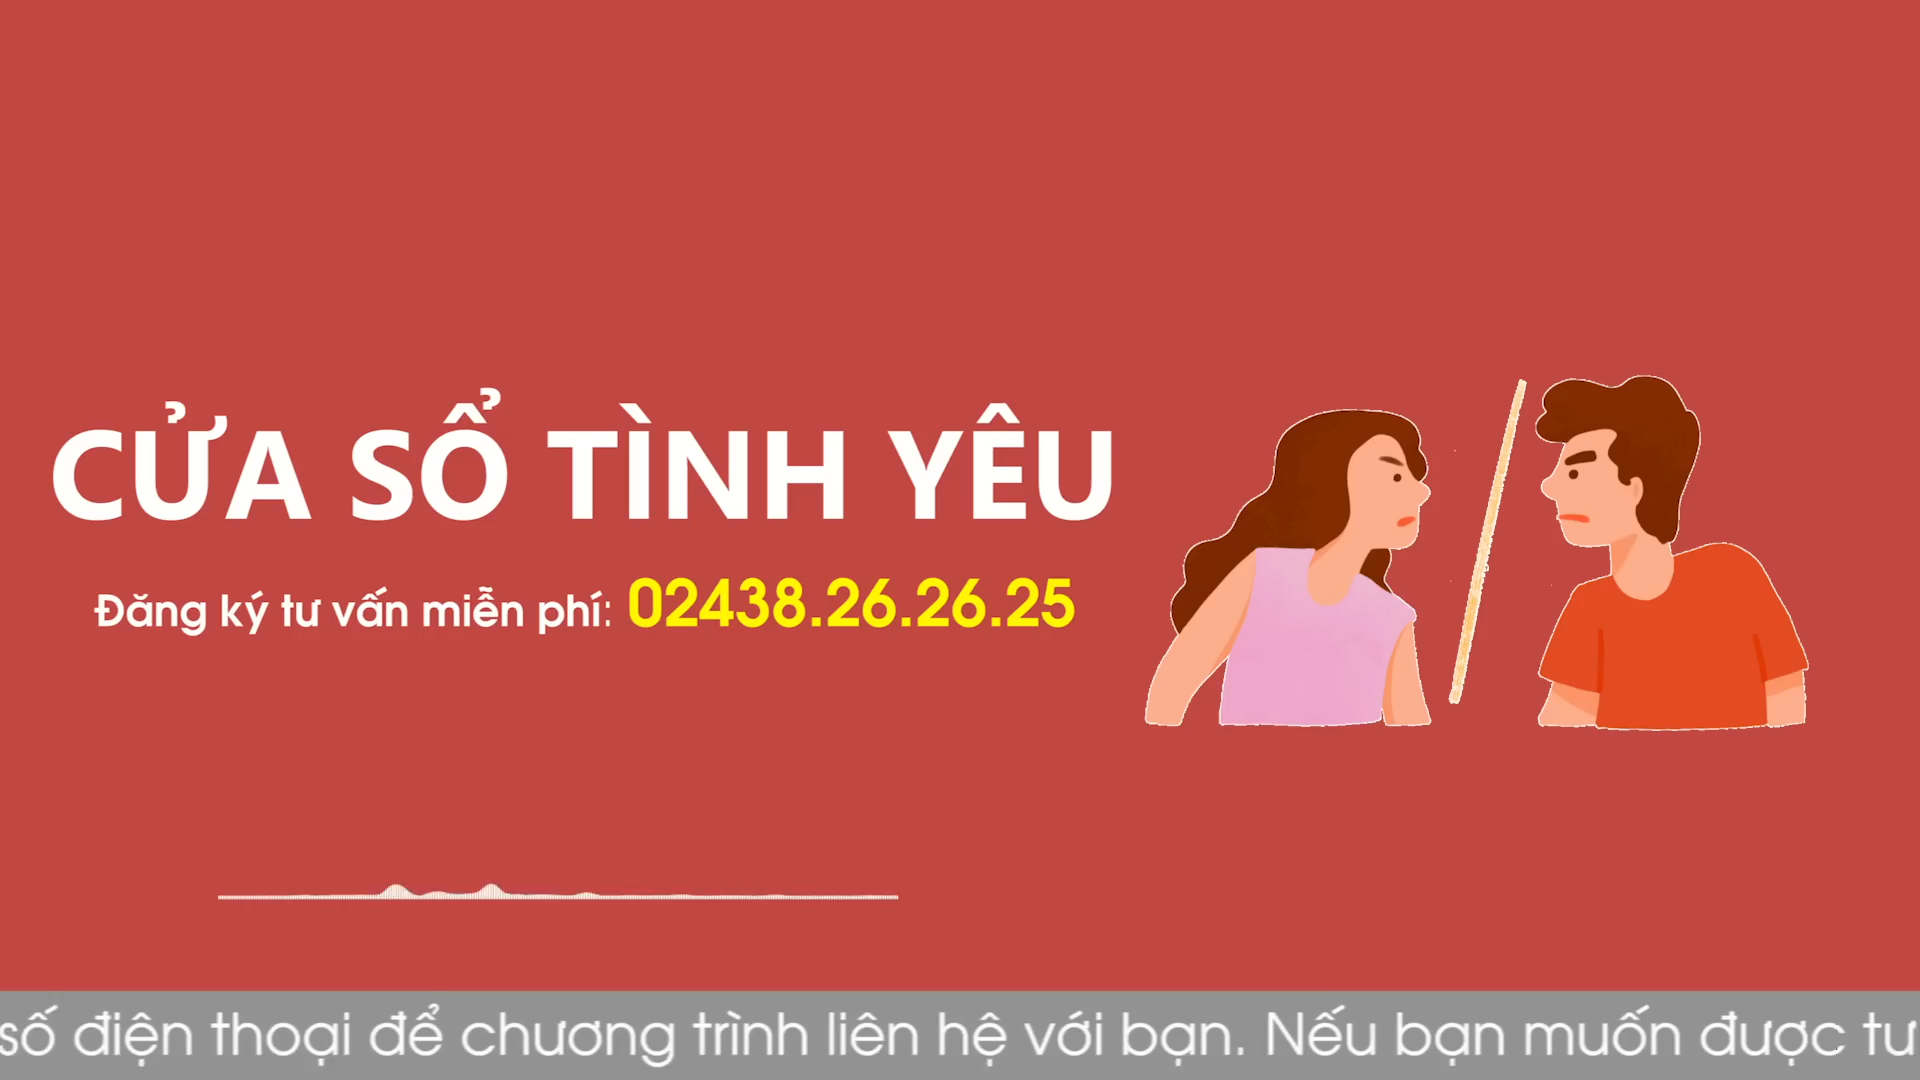 CỬA SỔ TÌNH YÊU
Đăng ký tư vấn miễn phí: 02438.26.26.25
số điện thoại để chương trình liên hệ với bạn. Nếu bạn muốn được tư